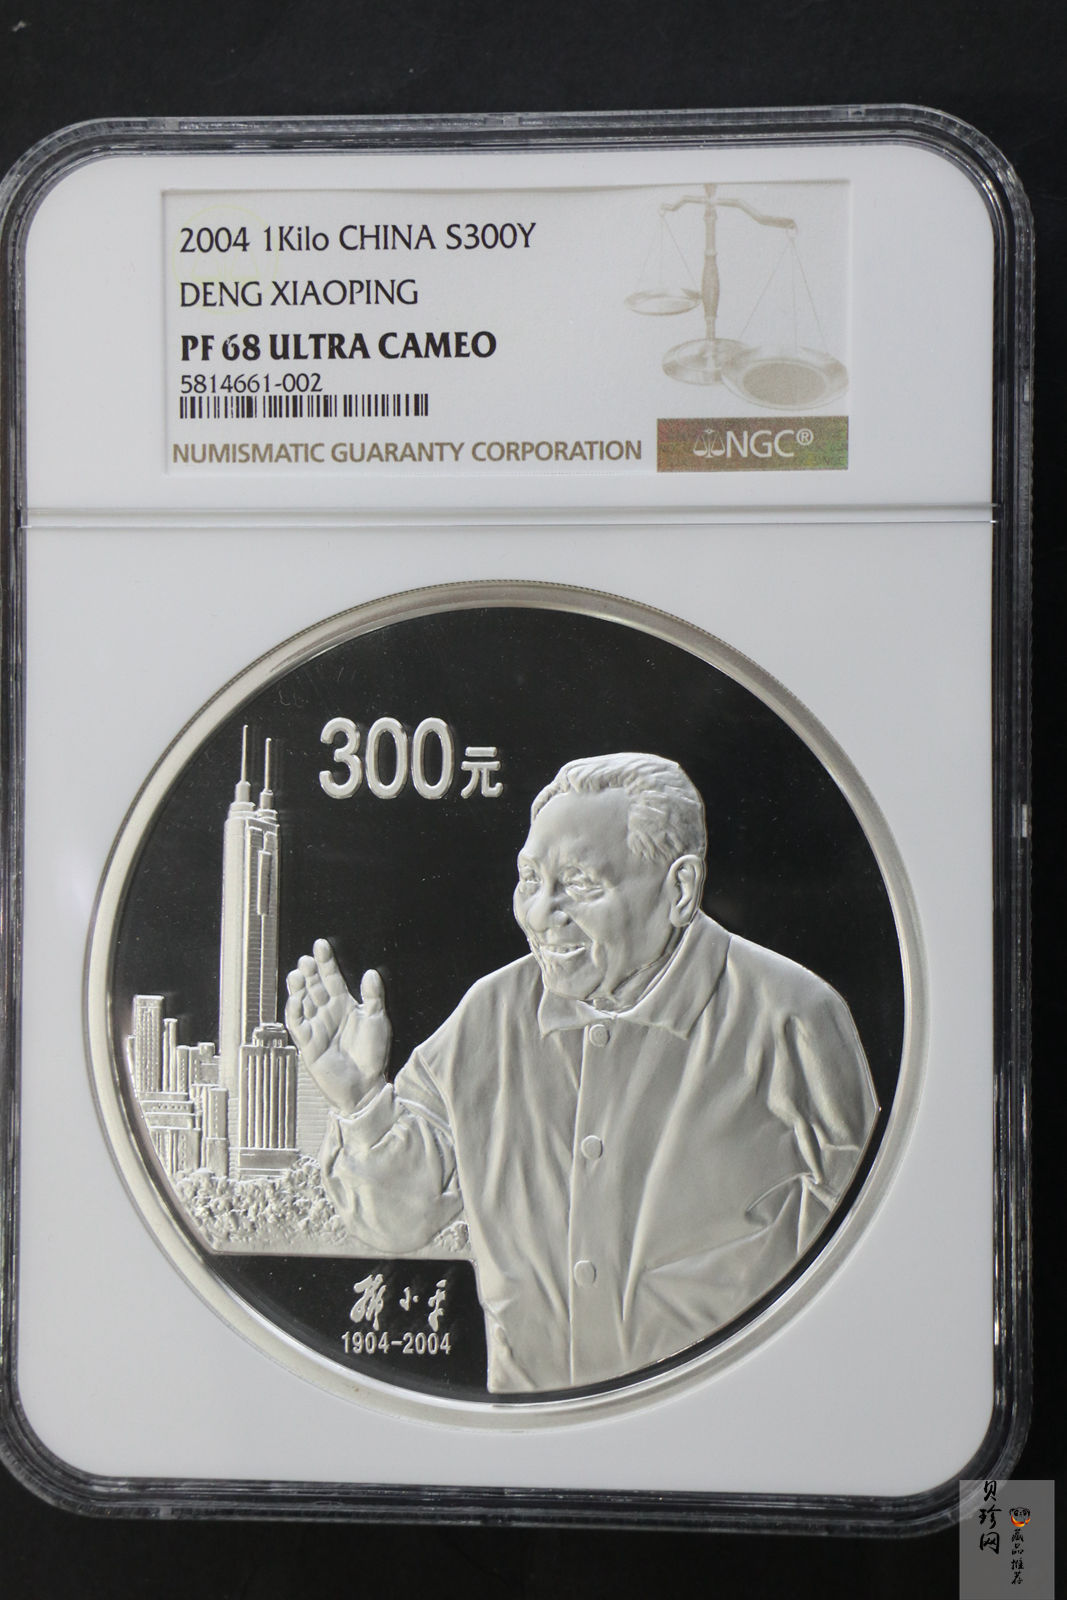 2004 1Kilo CHINA S300Y
DENG XIAOPING
PF 68 ULTRA CAMEO
5814661-002
NUMISMATIC GUARANTY CORPORATION
NGC®
300元
邓小平
1904-2004
贝珍网
藏品推荐